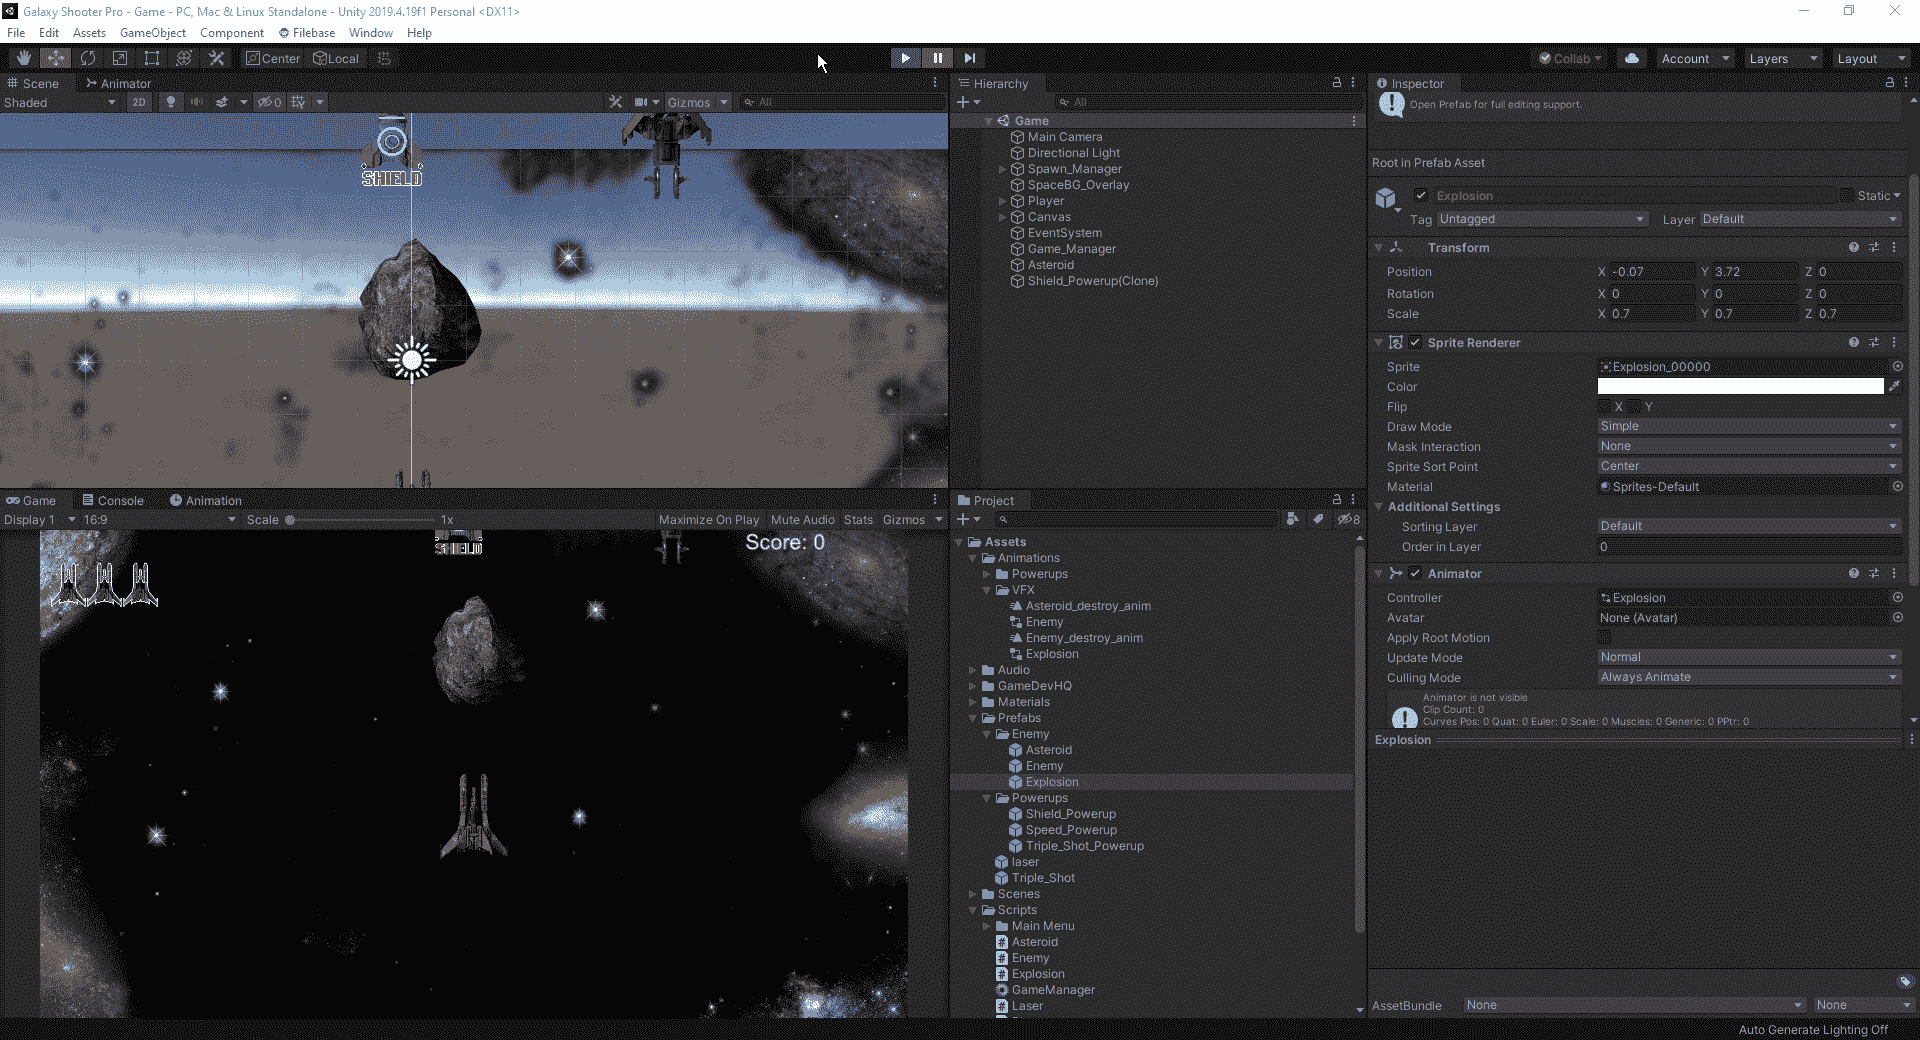 Galaxy Shooter Pro - Game - PC, Mac & Linux Standalone - Unity 2019.4.19f1 Personal <DX11>
File Edit Assets GameObject Component Filebase Window Help
Center Local Collab Account Layers Layout
Scene Animator
Shaded 2D 0 Gizmos All
SHIELD
Hierarchy
All
Game
Main Camera
Directional Light
Spawn_Manager
SpaceBG_Overlay
Player
Canvas
EventSystem
Game_Manager
Asteroid
Shield_Powerup(Clone)
Game Console Animation
Display 1 16:9 Scale 1x Maximize On Play Mute Audio Stats Gizmos
SHIELD
Score: 0
Project
8
Assets
Animations
Powerups
VFX
Asteroid_destroy_anim
Enemy
Enemy_destroy_anim
Explosion
Audio
GameDevHQ
Materials
Prefabs
Enemy
Asteroid
Enemy
Explosion
Powerups
Shield_Powerup
Speed_Powerup
Triple_Shot_Powerup
laser
Triple_Shot
Scenes
Scripts
Main Menu
Asteroid
Enemy
Explosion
GameManager
Laser
Inspector
Open Prefab for full editing support.
Root in Prefab Asset
Explosion Static
Tag Untagged Layer Default
Transform
Position X -0.07 Y 3.72 Z 0
Rotation X 0 Y 0 Z 0
Scale X 0.7 Y 0.7 Z 0.7
Sprite Renderer
Sprite Explosion_00000
Color
Flip X Y
Draw Mode Simple
Mask Interaction None
Sprite Sort Point Center
Material Sprites-Default
Additional Settings
Sorting Layer Default
Order in Layer 0
Animator
Controller Explosion
Avatar None (Avatar)
Apply Root Motion
Update Mode Normal
Culling Mode Always Animate
Animator is not visible
Clip Count: 0
Curves Pos: 0 Quat: 0 Euler: 0 Scale: 0 Muscles: 0 Generic: 0 PPtr: 0
Explosion
AssetBundle None None
Auto Generate Lighting Off